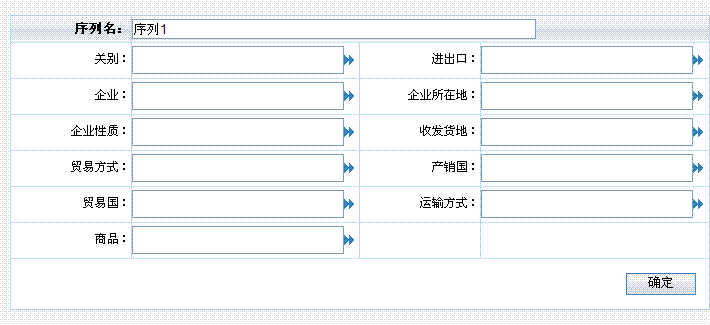 序列名： 序列1
关别： 进出口：
企业： 企业所在地：
企业性质： 收发货地：
贸易方式： 产销国：
贸易国： 运输方式：
商品：
确定